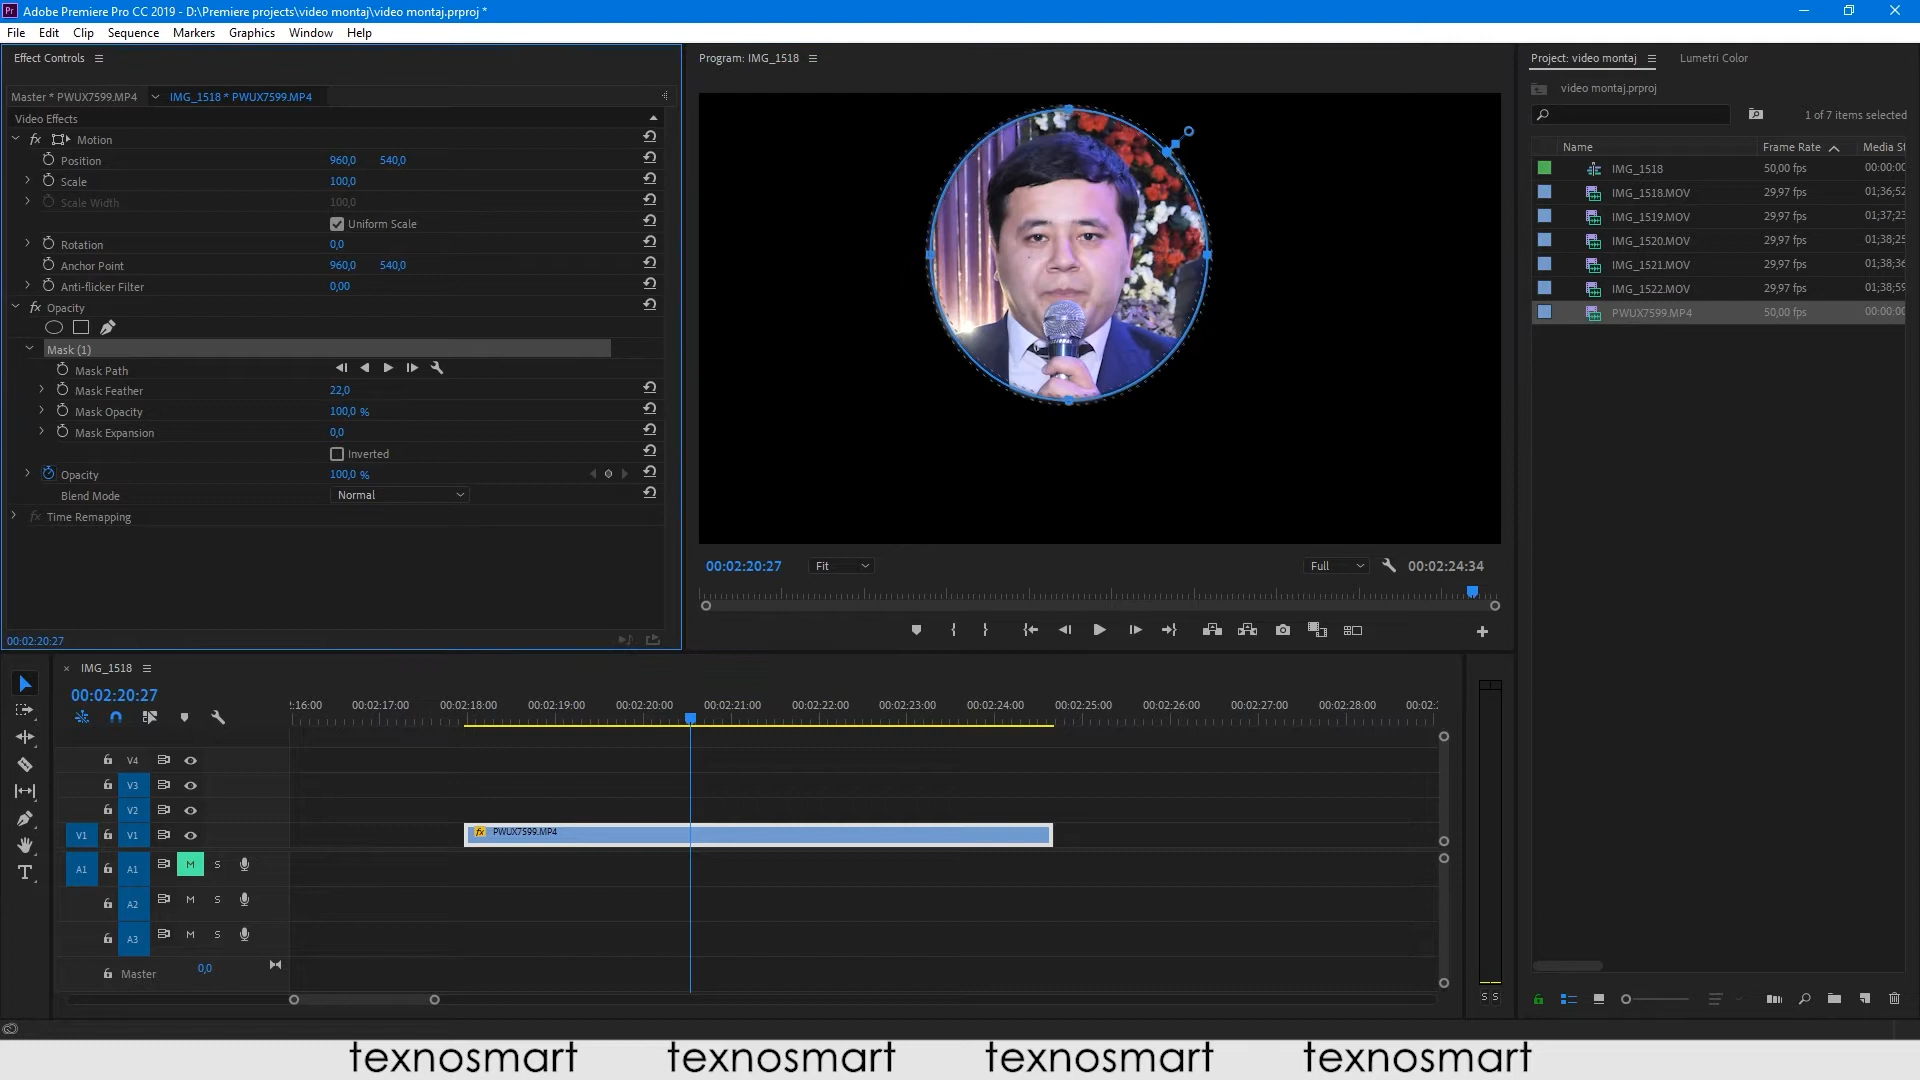 Adobe Premiere Pro CC 2019 - D:\Premiere projects\video montaj\video montaj.prproj *
File Edit Clip Sequence Markers Graphics Window Help
Effect Controls
Master * PWUX7599.MP4 IMG_1518 * PWUX7599.MP4
Video Effects
fx Motion
Position 960,0 540,0
Scale 100,0
Scale Width 100,0
Uniform Scale
Rotation 0,0
Anchor Point 960,0 540,0
Anti-flicker Filter 0,00
fx Opacity
Mask (1)
Mask Path
Mask Feather 22,0
Mask Opacity 100,0 %
Mask Expansion 0,0
Inverted
Opacity 100,0 %
Blend Mode Normal
fx Time Remapping
00:02:20:27
Program: IMG_1518
00:02:20:27 Fit Full 00:02:24:34
Project: video montaj Lumetri Color
video montaj.prproj
1 of 7 items selected
Name Frame Rate Media St
IMG_1518 50,00 fps 00:00:00
IMG_1518.MOV 29,97 fps 01;36;52
IMG_1519.MOV 29,97 fps 01;37;23
IMG_1520.MOV 29,97 fps 01;38;25
IMG_1521.MOV 29,97 fps 01;38;36
IMG_1522.MOV 29,97 fps 01;38;59
PWUX7599.MP4 50,00 fps 00:00:00
× IMG_1518
00:02:20:27
:16:00 00:02:17:00 00:02:18:00 00:02:19:00 00:02:20:00 00:02:21:00 00:02:22:00 00:02:23:00 00:02:24:00 00:02:25:00 00:02:26:00 00:02:27:00 00:02:28:00 00:02:
V4
V3
V2
V1 V1 fx PWUX7599.MP4
A1 A1 M S
A2 M S
A3 M S
Master 0,0
S S
texnosmart texnosmart texnosmart texnosmart